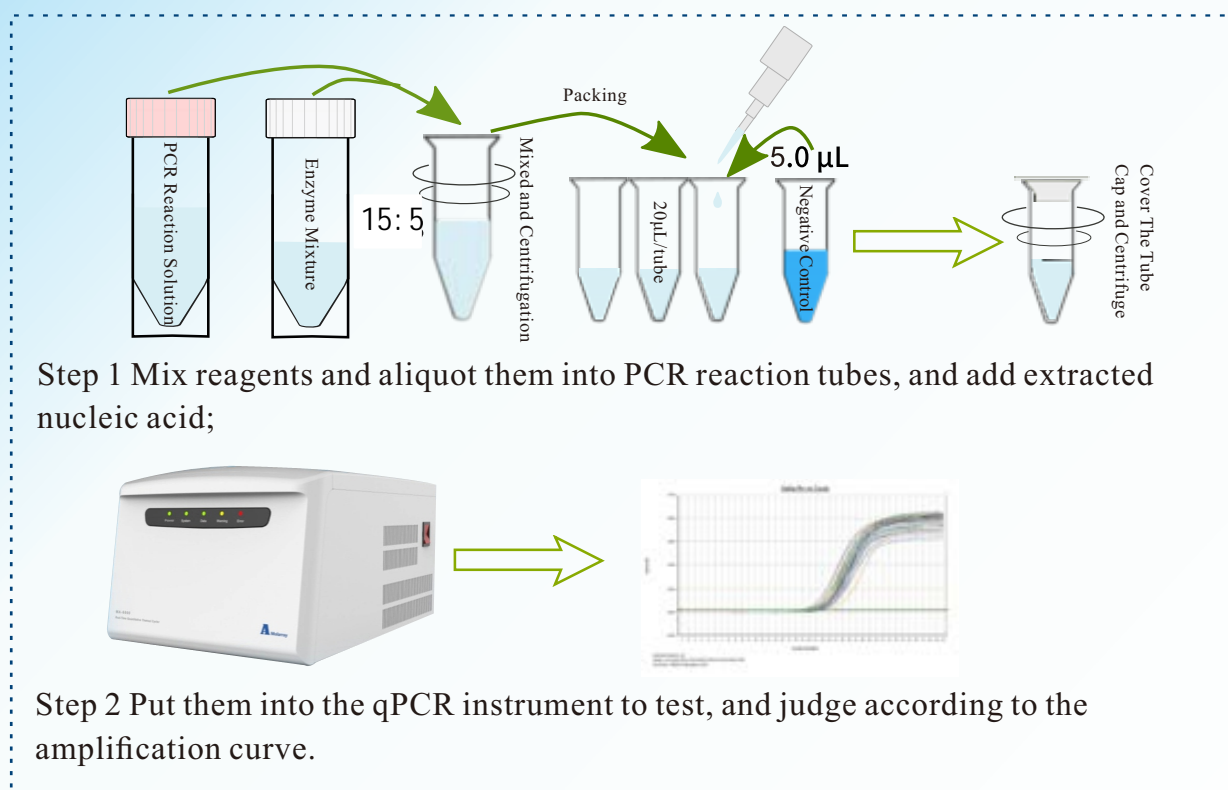 PCR Reaction Solution
Enzyme Mixture
15: 5
Mixed and Centrifugation
Packing
20μL/tube
5.0 μL
Negative Control
Cover The Tube
Cap and Centrifuge
Step 1 Mix reagents and aliquot them into PCR reaction tubes, and add extracted
nucleic acid;
Step 2 Put them into the qPCR instrument to test, and judge according to the
amplification curve.